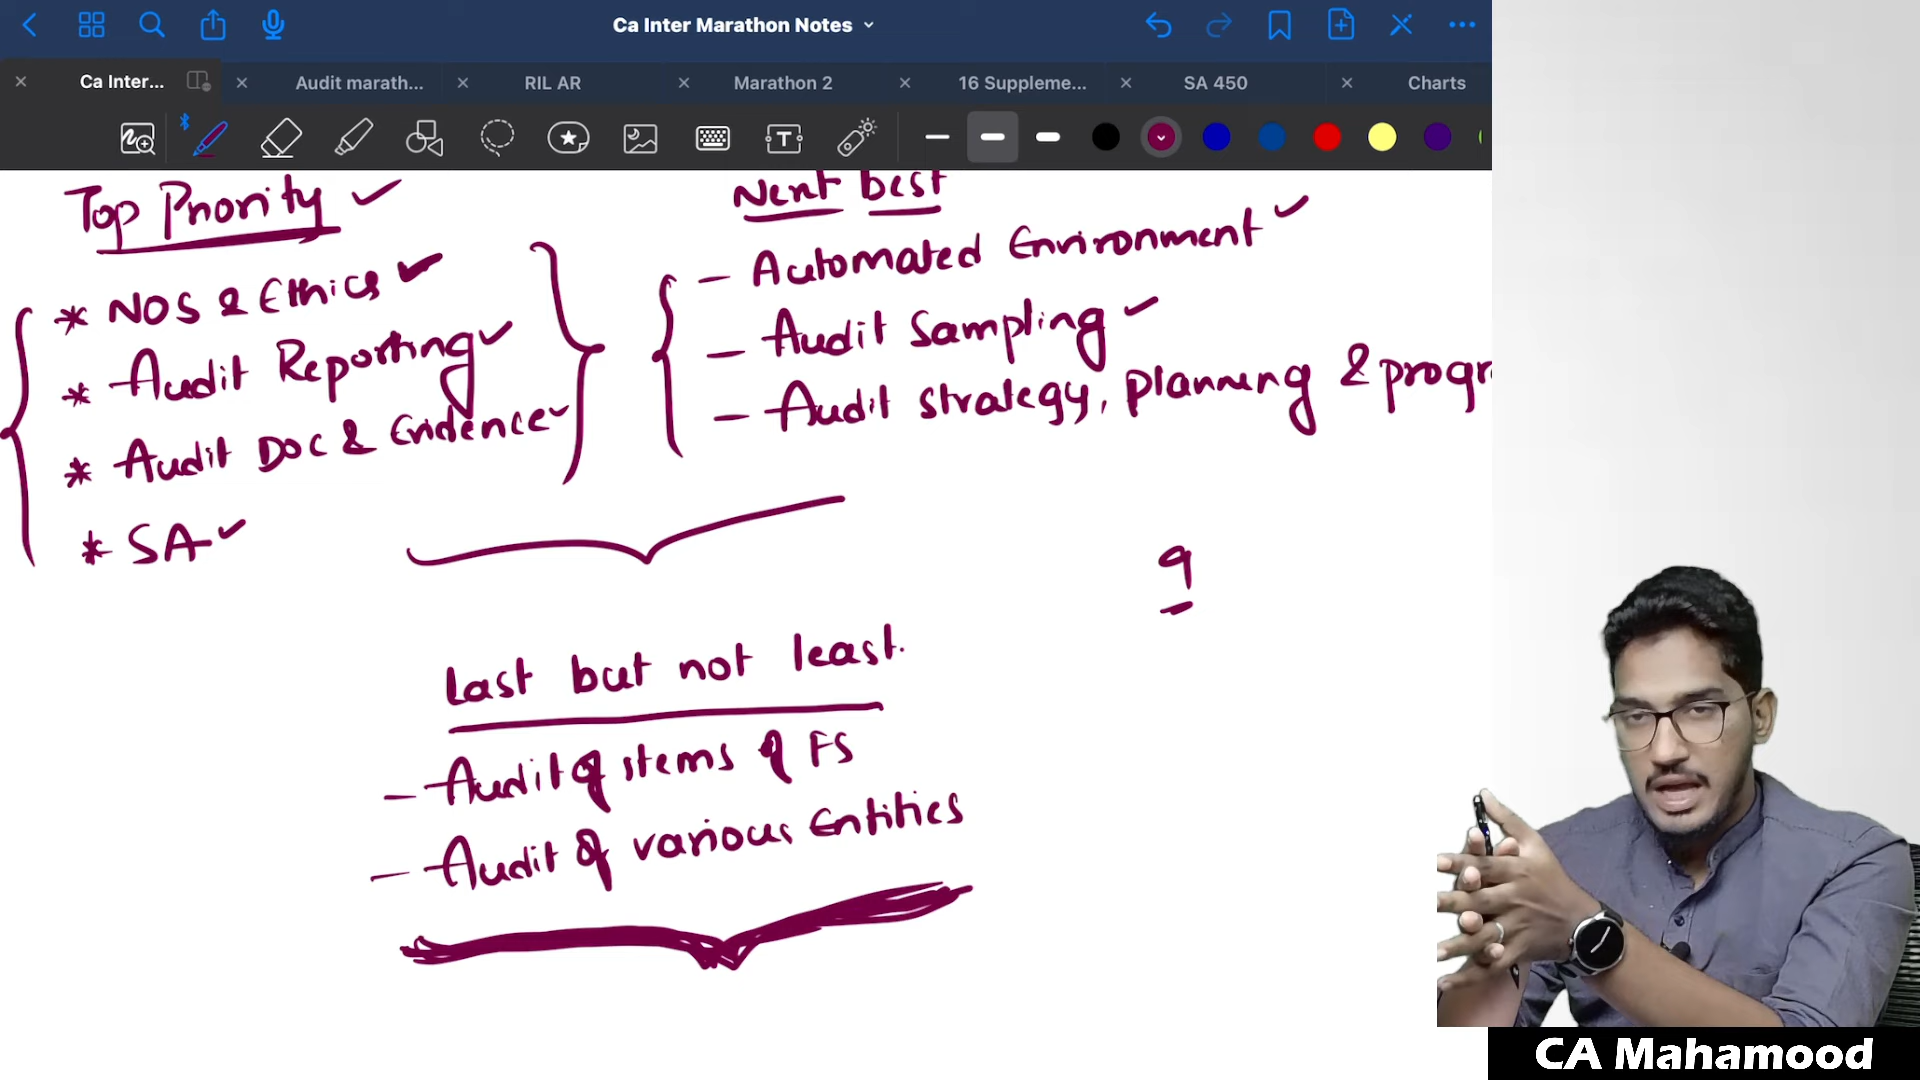 Ca Inter Marathon Notes
Ca Inter...
Audit marath...
RIL AR
Marathon 2
16 Suppleme...
SA 450
Charts
Top Priority
* NOS & Ethics
* Audit Reporting
* Audit Doc & Evidence
* SA
Next best
- Automated Environment
- Audit Sampling
- Audit strategy, planning & progr
9
Last but not least.
- Audit of items of FS
- Audit of various Entities
CA Mahamood